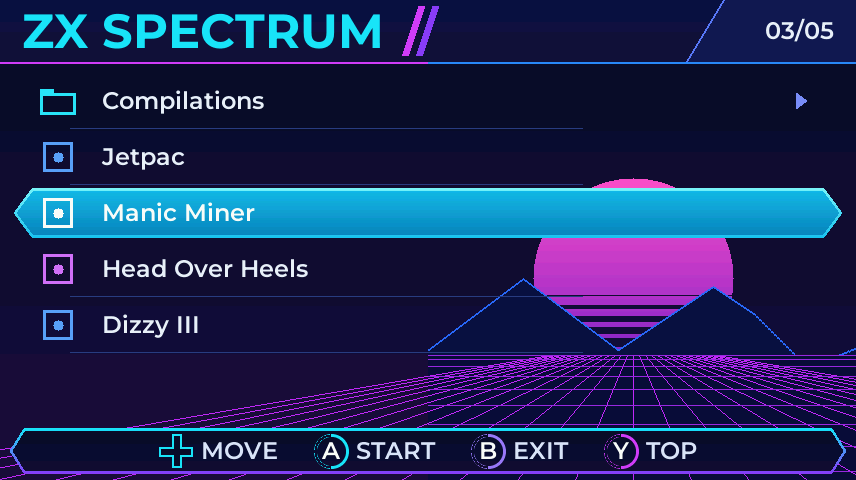 ZX SPECTRUM
03/05
Compilations
Jetpac
Manic Miner
Head Over Heels
Dizzy III
MOVE A START B EXIT Y TOP